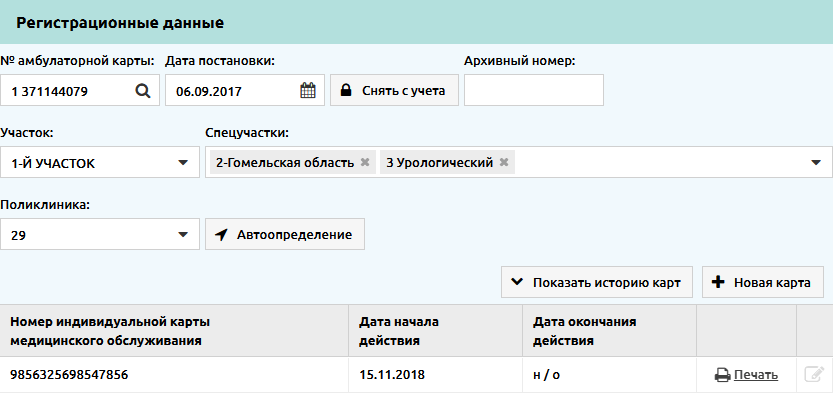 Регистрационные данные
№ амбулаторной карты: Дата постановки: Архивный номер:
1 371144079 06.09.2017 Снять с учета
Участок: Спецучастки:
1-Й УЧАСТОК 2-Гомельская область 3 Урологический
Поликлиника:
29 Автоопределение
Показать историю карт Новая карта
Номер индивидуальной карты Дата начала Дата окончания
медицинского обслуживания действия действия
9856325698547856 15.11.2018 н / о Печать